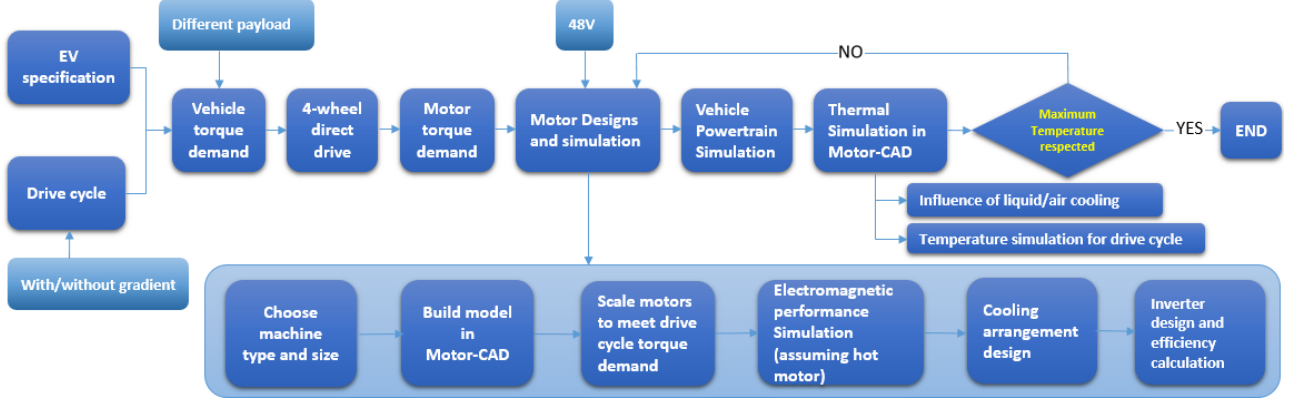 Different payload
48V
EV
specification
NO
Vehicle
torque
demand
4-wheel
direct
drive
Motor
torque
demand
Motor Designs
and simulation
Vehicle
Powertrain
Simulation
Thermal
Simulation in
Motor-CAD
Maximum
Temperature
respected
YES
END
Drive cycle
Influence of liquid/air cooling
Temperature simulation for drive cycle
With/without gradient
Choose
machine
type and size
Build model
in
Motor-CAD
Scale motors
to meet drive
cycle torque
demand
Electromagnetic
performance
Simulation
(assuming hot
motor)
Cooling
arrangement
design
Inverter
design and
efficiency
calculation